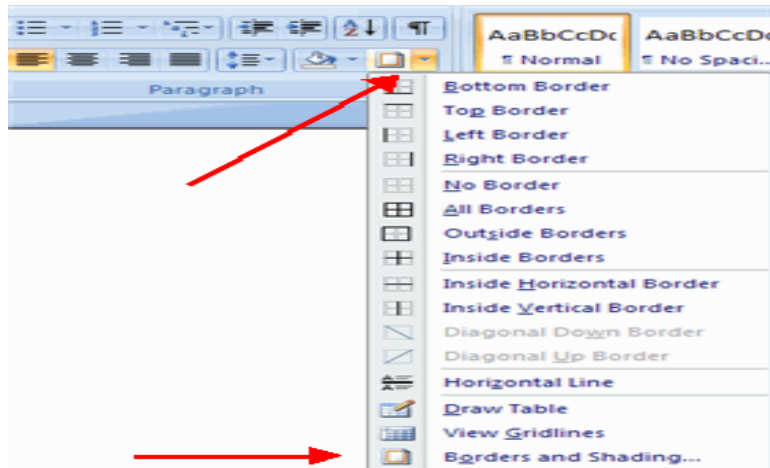 AaBbCcDc AaBbCcDc
¶ Normal ¶ No Spaci...
Paragraph
Bottom Border
Top Border
Left Border
Right Border
No Border
All Borders
Outside Borders
Inside Borders
Inside Horizontal Border
Inside Vertical Border
Diagonal Down Border
Diagonal Up Border
Horizontal Line
Draw Table
View Gridlines
Borders and Shading...